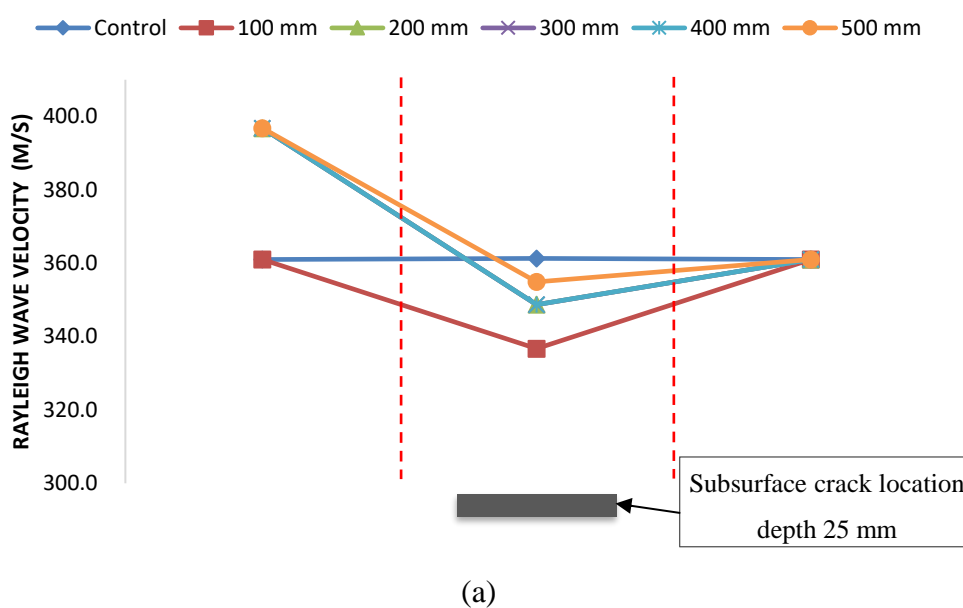 Control 100 mm 200 mm 300 mm 400 mm 500 mm
RAYLEIGH WAVE VELOCITY (M/S)
400.0
380.0
360.0
340.0
320.0
300.0
Subsurface crack location
depth 25 mm
(a)